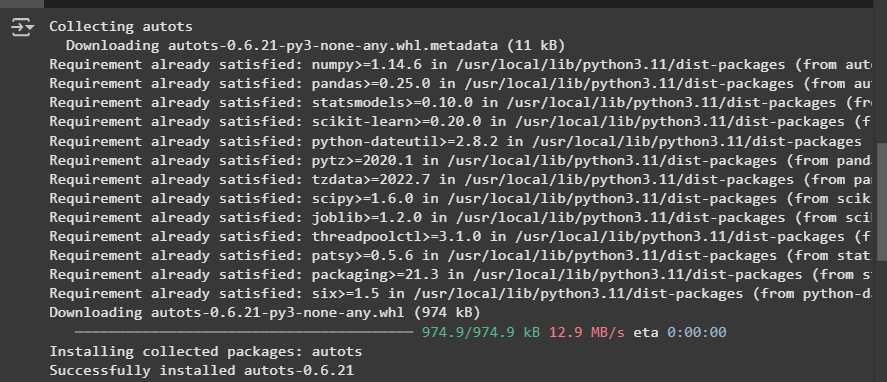 Collecting autots
Downloading autots-0.6.21-py3-none-any.whl.metadata (11 kB)
Requirement already satisfied: numpy>=1.14.6 in /usr/local/lib/python3.11/dist-packages (from
Requirement already satisfied: pandas>=0.25.0 in /usr/local/lib/python3.11/dist-packages (from
Requirement already satisfied: statsmodels>=0.10.0 in /usr/local/lib/python3.11/dist-packages
Requirement already satisfied: scikit-learn>=0.20.0 in /usr/local/lib/python3.11/dist-packages
Requirement already satisfied: python-dateutil>=2.8.2 in /usr/local/lib/python3.11/dist-packages
Requirement already satisfied: pytz>=2020.1 in /usr/local/lib/python3.11/dist-packages (from
Requirement already satisfied: tzdata>=2022.7 in /usr/local/lib/python3.11/dist-packages (from
Requirement already satisfied: scipy>=1.6.0 in /usr/local/lib/python3.11/dist-packages (from
Requirement already satisfied: joblib>=1.2.0 in /usr/local/lib/python3.11/dist-packages (from
Requirement already satisfied: threadpoolctl>=3.1.0 in /usr/local/lib/python3.11/dist-packages
Requirement already satisfied: patsy>=0.5.6 in /usr/local/lib/python3.11/dist-packages (from
Requirement already satisfied: packaging>=21.3 in /usr/local/lib/python3.11/dist-packages (from
Requirement already satisfied: six>=1.5 in /usr/local/lib/python3.11/dist-packages (from
Downloading autots-0.6.21-py3-none-any.whl (974 kB)
974.9/974.9 kB 12.9 MB/s eta 0:00:00
Installing collected packages: autots
Successfully installed autots-0.6.21